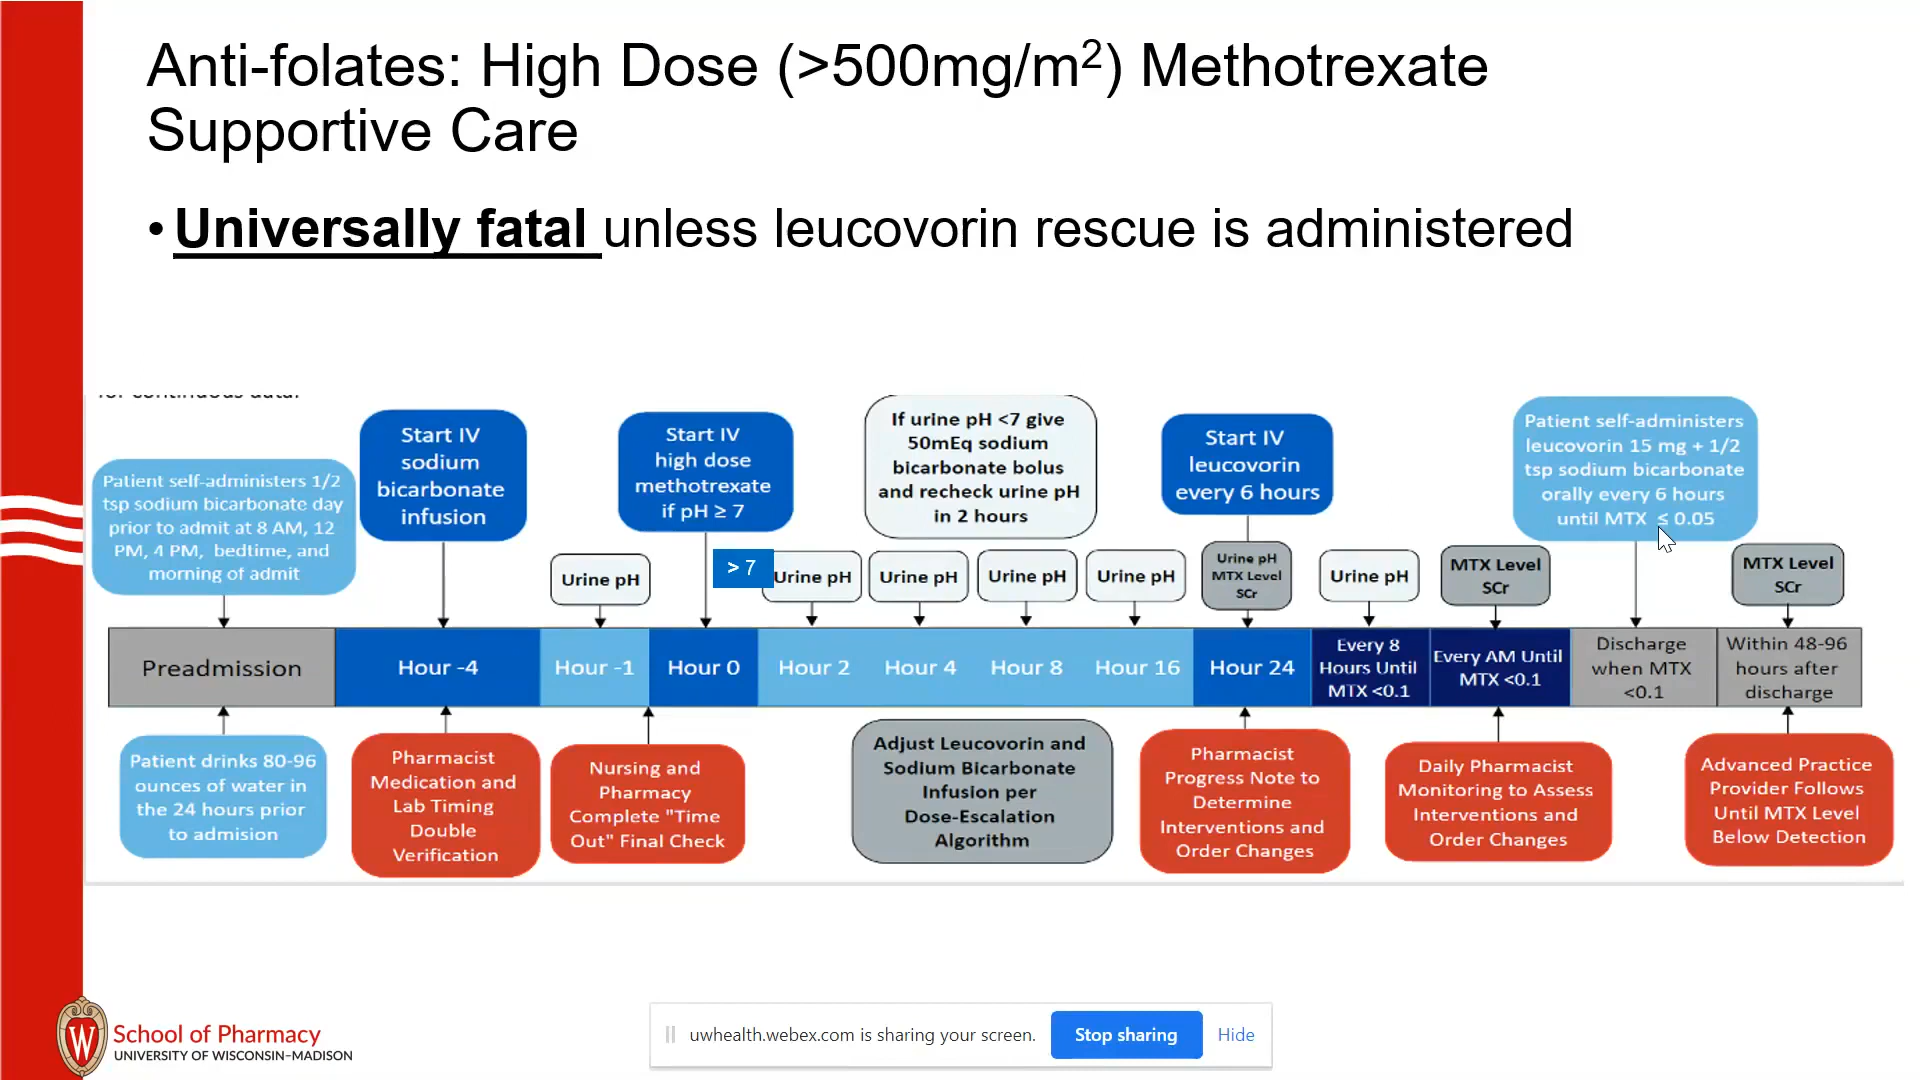 Anti-folates: High Dose (>500mg/m²) Methotrexate
Supportive Care
• Universally fatal unless leucovorin rescue is administered
for continuous data.
Patient self-administers 1/2
tsp sodium bicarbonate day
prior to admit at 8 AM, 12
PM, 4 PM, bedtime, and
morning of admit
Start IV
sodium
bicarbonate
infusion
Urine pH
Start IV
high dose
methotrexate
if pH ≥ 7
> 7
If urine pH <7 give
50mEq sodium
bicarbonate bolus
and recheck urine pH
in 2 hours
Urine pH
Urine pH
Urine pH
Urine pH
Start IV
leucovorin
every 6 hours
Urine pH
MTX Level
SCr
Urine pH
MTX Level
SCr
Patient self-administers
leucovorin 15 mg + 1/2
tsp sodium bicarbonate
orally every 6 hours
until MTX ≤ 0.05
MTX Level
SCr
Preadmission
Hour -4
Hour -1
Hour 0
Hour 2
Hour 4
Hour 8
Hour 16
Hour 24
Every 8
Hours Until
MTX <0.1
Every AM Until
MTX <0.1
Discharge
when MTX
<0.1
Within 48-96
hours after
discharge
Patient drinks 80-96
ounces of water in
the 24 hours prior
to admision
Pharmacist
Medication and
Lab Timing
Double
Verification
Nursing and
Pharmacy
Complete "Time
Out" Final Check
Adjust Leucovorin and
Sodium Bicarbonate
Infusion per
Dose-Escalation
Algorithm
Pharmacist
Progress Note to
Determine
Interventions and
Order Changes
Daily Pharmacist
Monitoring to Assess
Interventions and
Order Changes
Advanced Practice
Provider Follows
Until MTX Level
Below Detection
W
School of Pharmacy
UNIVERSITY OF WISCONSIN–MADISON
uwhealth.webex.com is sharing your screen.
Stop sharing
Hide